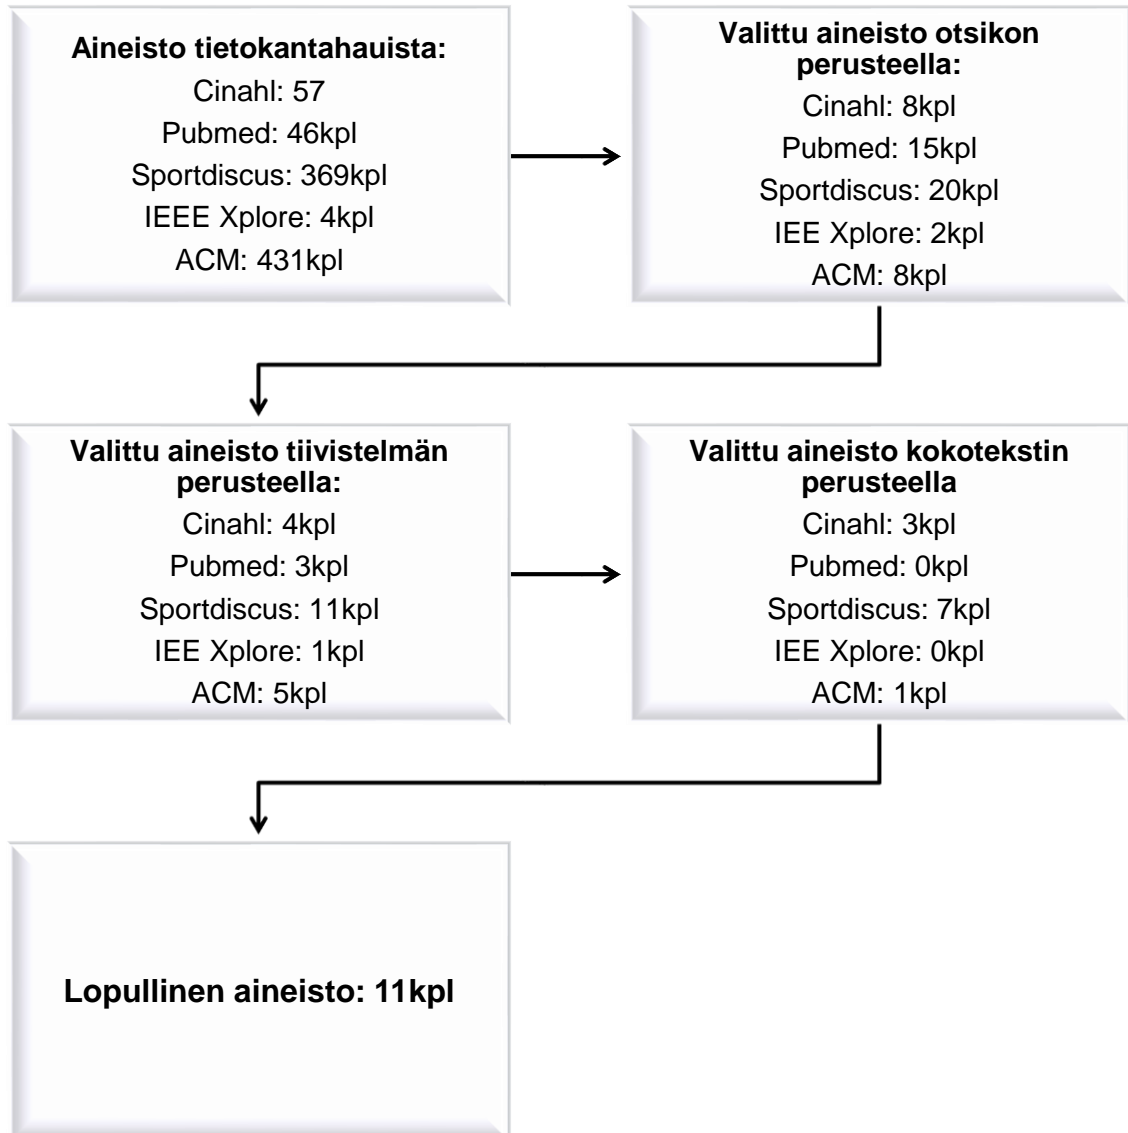 Aineisto tietokantahauista:
Cinahl: 57
Pubmed: 46kpl
Sportdiscus: 369kpl
IEEE Xplore: 4kpl
ACM: 431kpl
Valittu aineisto otsikon
perusteella:
Cinahl: 8kpl
Pubmed: 15kpl
Sportdiscus: 20kpl
IEE Xplore: 2kpl
ACM: 8kpl
Valittu aineisto tiivistelmän
perusteella:
Cinahl: 4kpl
Pubmed: 3kpl
Sportdiscus: 11kpl
IEE Xplore: 1kpl
ACM: 5kpl
Valittu aineisto kokotekstin
perusteella
Cinahl: 3kpl
Pubmed: 0kpl
Sportdiscus: 7kpl
IEE Xplore: 0kpl
ACM: 1kpl
Lopullinen aineisto: 11kpl